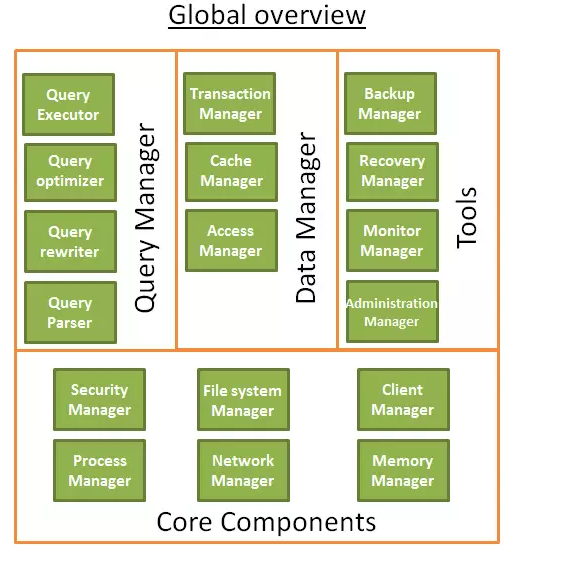 Global overview
Query
Executor
Query
optimizer
Query
rewriter
Query
Parser
Query Manager
Transaction
Manager
Cache
Manager
Access
Manager
Data Manager
Backup
Manager
Recovery
Manager
Monitor
Manager
Administration
Manager
Tools
Security
Manager
File system
Manager
Client
Manager
Process
Manager
Network
Manager
Memory
Manager
Core Components